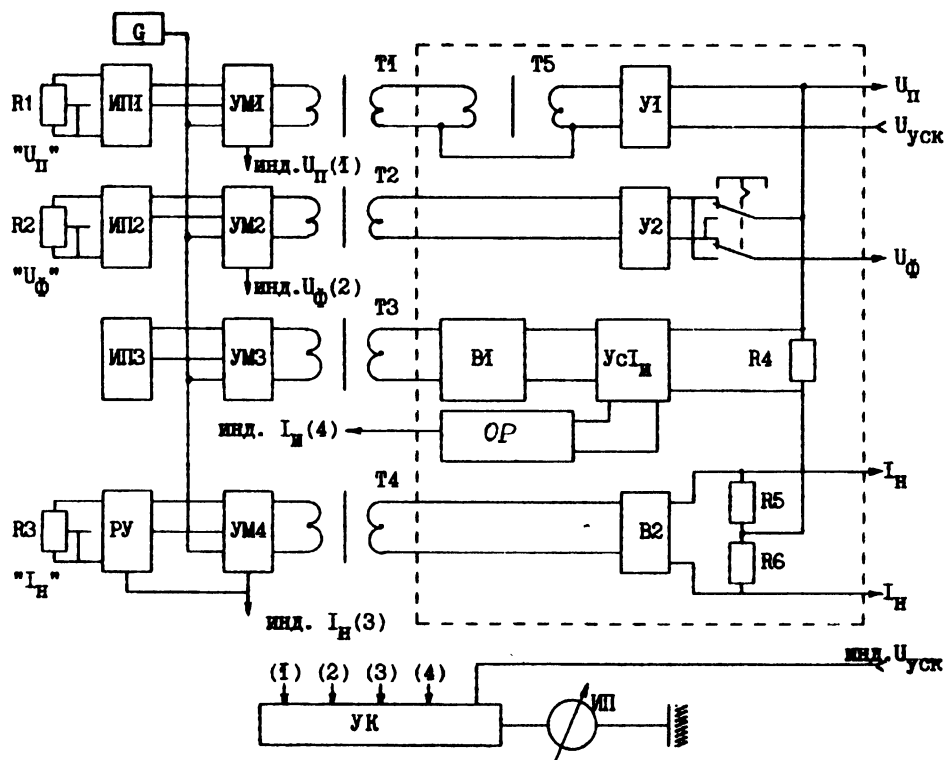 G
R1
ИП1
УМ1
T1
T5
У1
U_П
U_уск
"U_П"
инд.U_П(1)
R2
ИП2
УМ2
T2
У2
"U_Ф"
U_Ф
инд.U_Ф(2)
ИП3
УМ3
T3
В1
УсI_И
R4
инд. I_И(4)
ОР
R3
РУ
УМ4
T4
В2
R5
R6
I_Н
I_Н
"I_Н"
инд. I_Н(3)
инд.U_уск
(1) (2) (3) (4)
УК
ИП